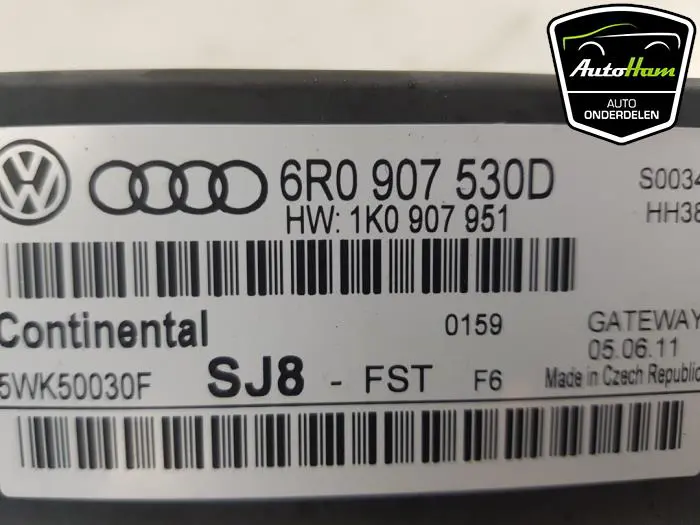 AutoHam
AUTO
ONDERDELEN
6R0 907 530D
HW: 1K0 907 951
S0034
HH38
Continental
0159
GATEWAY
05.06.11
5WK50030F
SJ8 - FST F6
Made in Czech Republic